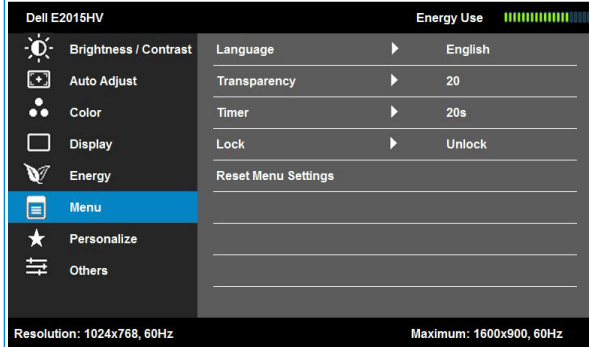 Dell E2015HV Energy Use
Brightness / Contrast Language English
Auto Adjust Transparency 20
Color Timer 20s
Display Lock Unlock
Energy Reset Menu Settings
Menu
Personalize
Others
Resolution: 1024x768, 60Hz Maximum: 1600x900, 60Hz